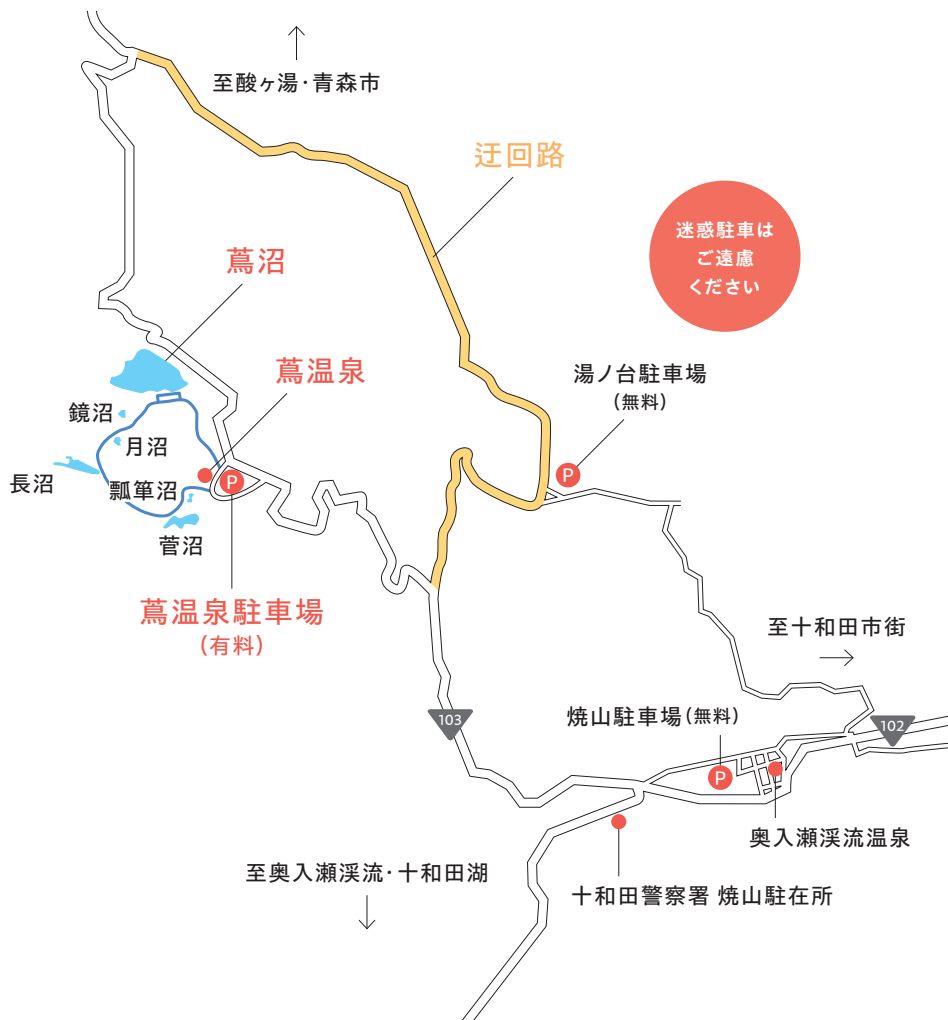 至酸ヶ湯・青森市
迂回路
迷惑駐車は
ご遠慮
ください
蔦沼
蔦温泉
湯ノ台駐車場
(無料)
鏡沼
月沼
長沼
瓢箪沼
菅沼
P
P
蔦温泉駐車場
(有料)
至十和田市街
103
焼山駐車場(無料)
102
P
奥入瀬渓流温泉
至奥入瀬渓流・十和田湖
十和田警察署 焼山駐在所